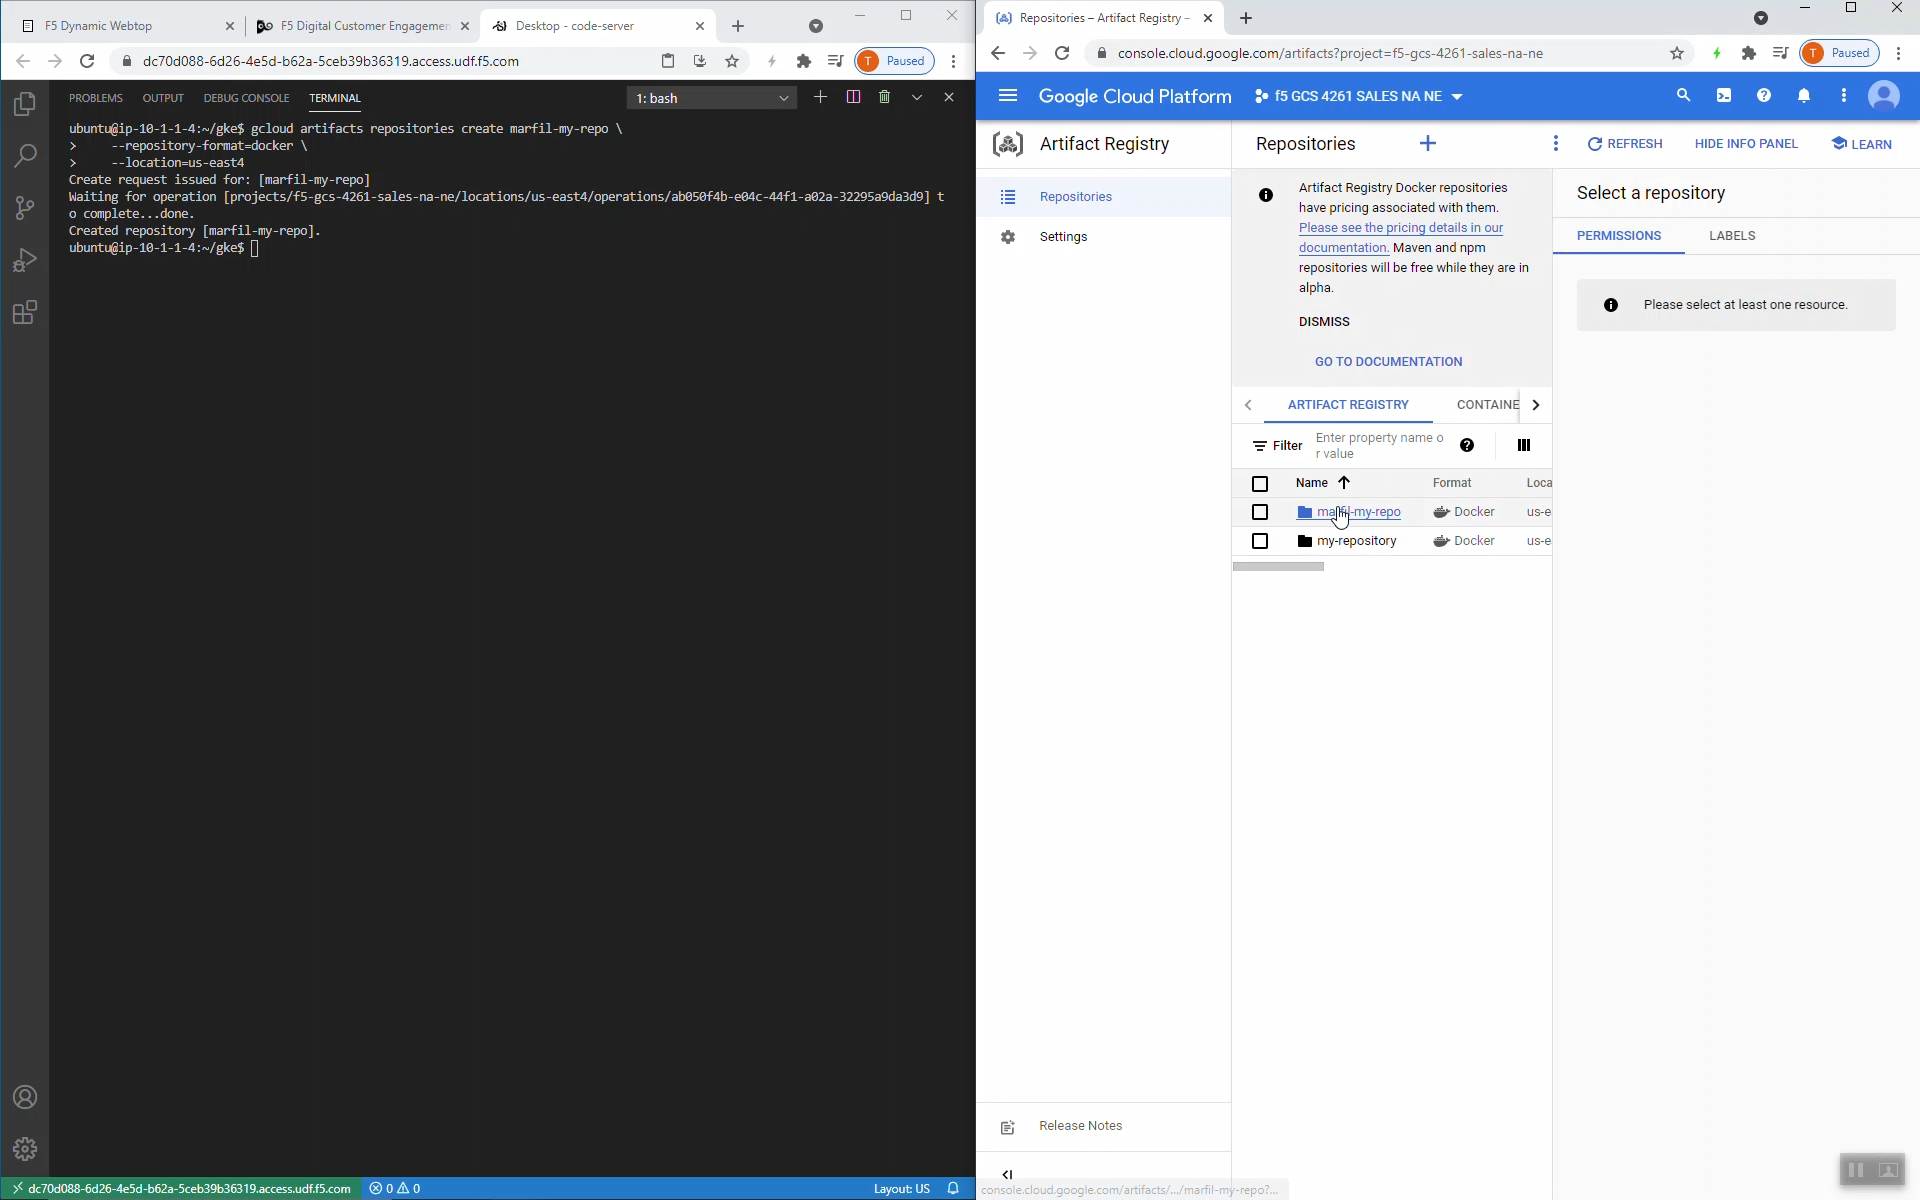 F5 Dynamic Webtop
F5 Digital Customer Engagemen
Desktop - code-server
dc70d088-6d26-4e5d-b62a-5ceb39b36319.access.udf.f5.com
T Paused
PROBLEMS OUTPUT DEBUG CONSOLE TERMINAL
1: bash
ubuntu@ip-10-1-1-4:~/gke$ gcloud artifacts repositories create marfil-my-repo \
> --repository-format=docker \
> --location=us-east4
Create request issued for: [marfil-my-repo]
Waiting for operation [projects/f5-gcs-4261-sales-na-ne/locations/us-east4/operations/ab050f4b-e04c-44f1-a02a-32295a9da3d9] t
o complete...done.
Created repository [marfil-my-repo].
ubuntu@ip-10-1-1-4:~/gke$
dc70d088-6d26-4e5d-b62a-5ceb39b36319.access.udf.f5.com
0 0
Layout: US
Repositories – Artifact Registry –
console.cloud.google.com/artifacts?project=f5-gcs-4261-sales-na-ne
T Paused
Google Cloud Platform
f5 GCS 4261 SALES NA NE
Artifact Registry
Repositories
REFRESH
HIDE INFO PANEL
LEARN
Repositories
Settings
Artifact Registry Docker repositories
have pricing associated with them.
Please see the pricing details in our
documentation. Maven and npm
repositories will be free while they are in
alpha.
DISMISS
GO TO DOCUMENTATION
ARTIFACT REGISTRY
CONTAINE
Filter
Enter property name o
r value
Name Format Loca
marfil-my-repo Docker us-e
my-repository Docker us-e
Select a repository
PERMISSIONS LABELS
Please select at least one resource.
Release Notes
console.cloud.google.com/artifacts/.../marfil-my-repo?...